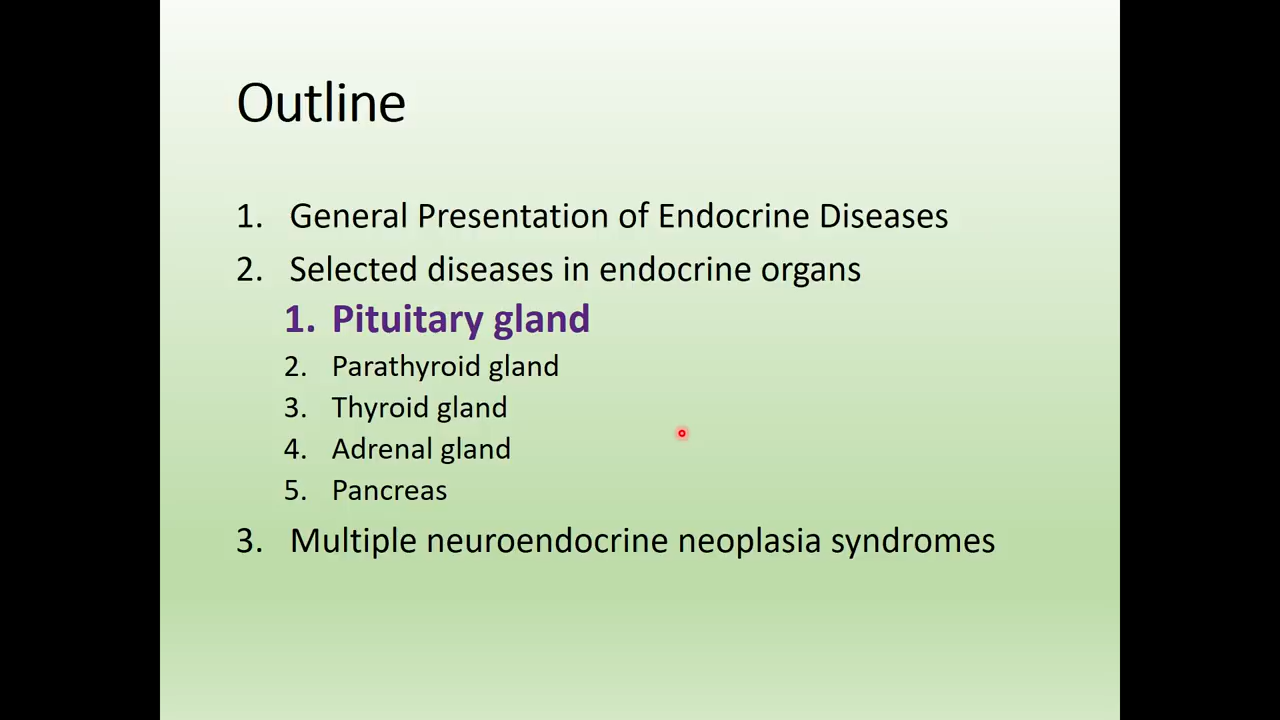 Outline
1. General Presentation of Endocrine Diseases
2. Selected diseases in endocrine organs
1. Pituitary gland
2. Parathyroid gland
3. Thyroid gland
4. Adrenal gland
5. Pancreas
3. Multiple neuroendocrine neoplasia syndromes